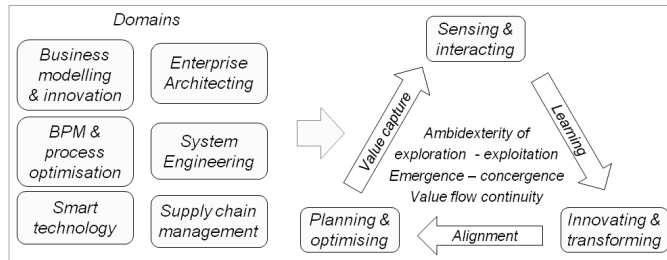 Domains
Business
modelling
& innovation
Enterprise
Architecting
BPM &
process
optimisation
System
Engineering
Smart
technology
Supply chain
management
Sensing &
interacting
Value capture
Learning
Ambidexterity of
exploration - exploitation
Emergence – concergence
Value flow continuity
Planning &
optimising
Alignment
Innovating &
transforming